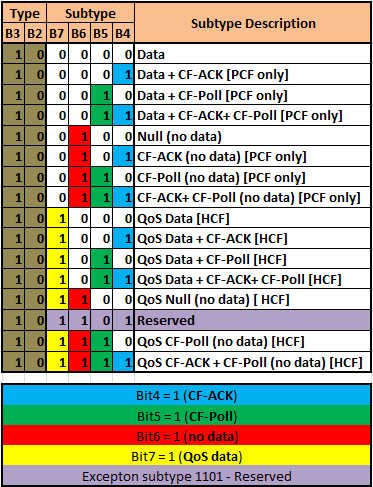 Type Subtype Subtype Description
B3 B2 B7 B6 B5 B4
1 0 0 0 0 0 Data
1 0 0 0 0 1 Data + CF-ACK [PCF only]
1 0 0 0 1 0 Data + CF-Poll [PCF only]
1 0 0 0 1 1 Data + CF-ACK+ CF-Poll [PCF only]
1 0 0 1 0 0 Null (no data)
1 0 0 1 0 1 CF-ACK (no data) [PCF only]
1 0 0 1 1 0 CF-Poll (no data) [PCF only]
1 0 0 1 1 1 CF-ACK+ CF-Poll (no data) [PCF only]
1 0 1 0 0 0 QoS Data [HCF]
1 0 1 0 0 1 QoS Data + CF-ACK [HCF]
1 0 1 0 1 0 QoS Data + CF-Poll [HCF]
1 0 1 0 1 1 QoS Data + CF-ACK+ CF-Poll [HCF]
1 0 1 1 0 0 QoS Null (no data) [ HCF]
1 0 1 1 0 1 Reserved
1 0 1 1 1 0 QoS CF-Poll (no data) [HCF]
1 0 1 1 1 1 QoS CF-ACK + CF-Poll (no data) [HCF]
Bit4 = 1 (CF-ACK)
Bit5 = 1 (CF-Poll)
Bit6 = 1 (no data)
Bit7 = 1 (QoS data)
Excepton subtype 1101 - Reserved